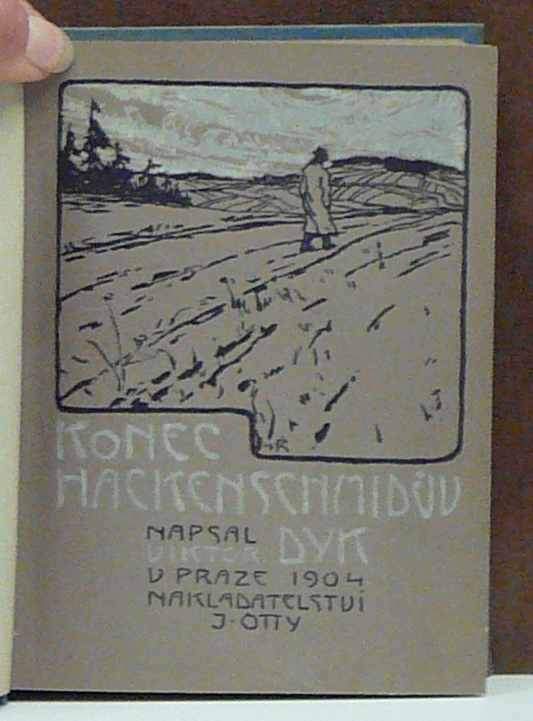 KONEC
HACKENSCHMIDŮV
NAPSAL
VIKTOR DYK
V PRAZE 1904
NAKLADATELSTVÍ
J·OTTY